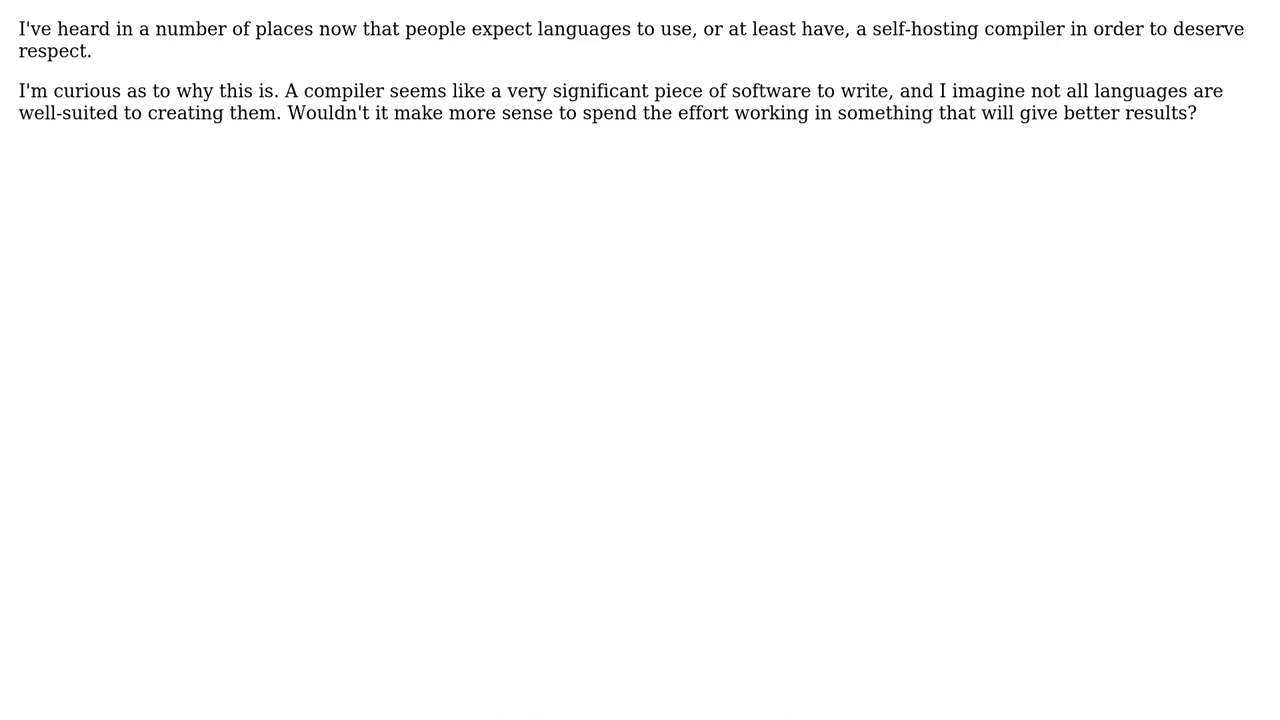 I've heard in a number of places now that people expect languages to use, or at least have, a self-hosting compiler in order to deserve
respect.
I'm curious as to why this is. A compiler seems like a very significant piece of software to write, and I imagine not all languages are
well-suited to creating them. Wouldn't it make more sense to spend the effort working in something that will give better results?